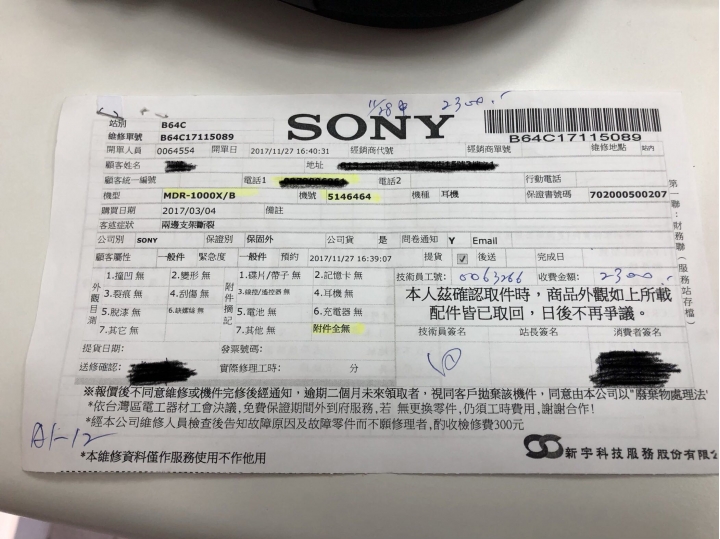 11/28 2300.-
站別 B64C
SONY
維修單號 B64C17115089
B64C17115089
開單人員 0064554 開單日 2017/11/27 16:40:31 經銷商代號 經銷商單號 維修地點 站內
顧客姓名 地址
顧客統一編號 電話1 電話2 行動電話
機型 MDR-1000X/B 機號 5146464 機種 耳機 保證書號碼 702000500207
購買日期 2017/03/04 備註
客述症狀 兩邊支架斷裂
公司別 SONY 保證別 保固外 公司貨 是 問卷通知 Y Email
顧客屬性 一般件 緊急度 一般件 預約 2017/11/27 16:39:07 提貨 後送 完成日
外觀目測
1.撞凹 無 2.變形 無
3.裂痕 無 4.刮傷 無
5.脫漆 無 6.缺螺絲 無
7.其它 無
附件摘記
1.碟片/帶子 無 2.記憶卡 無
3.線控/遙控器 無 4.耳機 無
5.電池 無 6.充電器 無
7.其他 無 附件全無
技術員工號: 0063266 收費金額: 2300.-
本人茲確認取件時，商品外觀如上所載
配件皆已取回，日後不再爭議。
技術員簽名 站長簽名 消費者簽名
提貨日期: 發票號碼:
送修確認: 實際修理工時: 分
第一聯:財務聯(服務站存檔)
※報價後不同意維修或機件完修後經通知，逾期二個月未來領取者，視同客戶拋棄該機件，同意由本公司以"廢棄物處理法'
*依台灣區電工器材工會決議,免費保證期間外到府服務,若 無更換零件,仍須工時費用,謝謝合作!
*經本公司維修人員檢查後告知故障原因及故障零件而不願修理者,酌收檢修費300元
A1-12
*本維修資料僅作服務使用不作他用
新宇科技服務股份有限